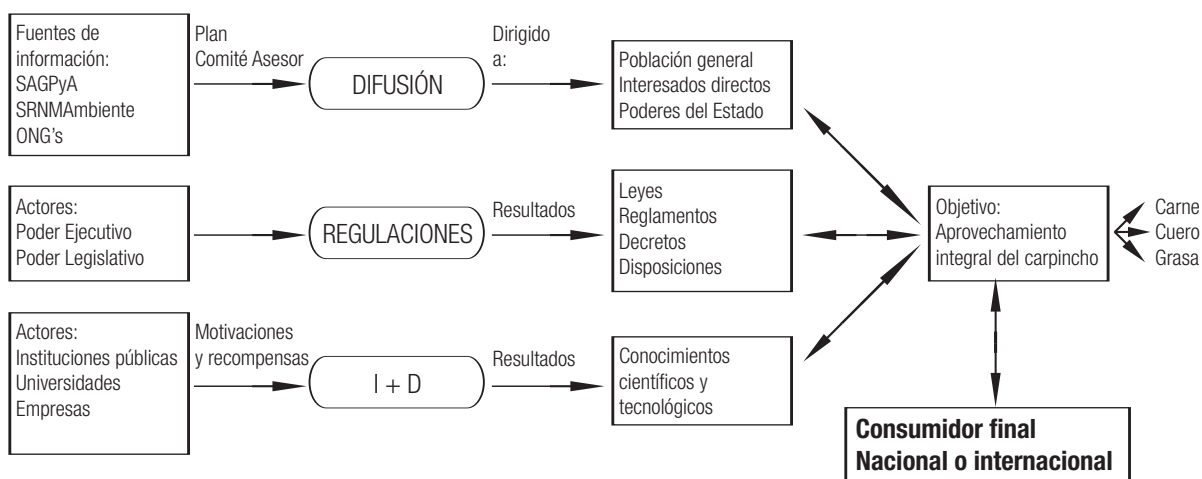 Fuentes de
información:
SAGPyA
SRNMAmbiente
ONG's
Plan
Comité Asesor
DIFUSIÓN
Dirigido
a:
Población general
Interesados directos
Poderes del Estado
Actores:
Poder Ejecutivo
Poder Legislativo
REGULACIONES
Resultados
Leyes
Reglamentos
Decretos
Disposiciones
Actores:
Instituciones públicas
Universidades
Empresas
Motivaciones
y recompensas
I + D
Resultados
Conocimientos
científicos y
tecnológicos
Objetivo:
Aprovechamiento
integral del carpincho
Carne
Cuero
Grasa
Consumidor final
Nacional o internacional